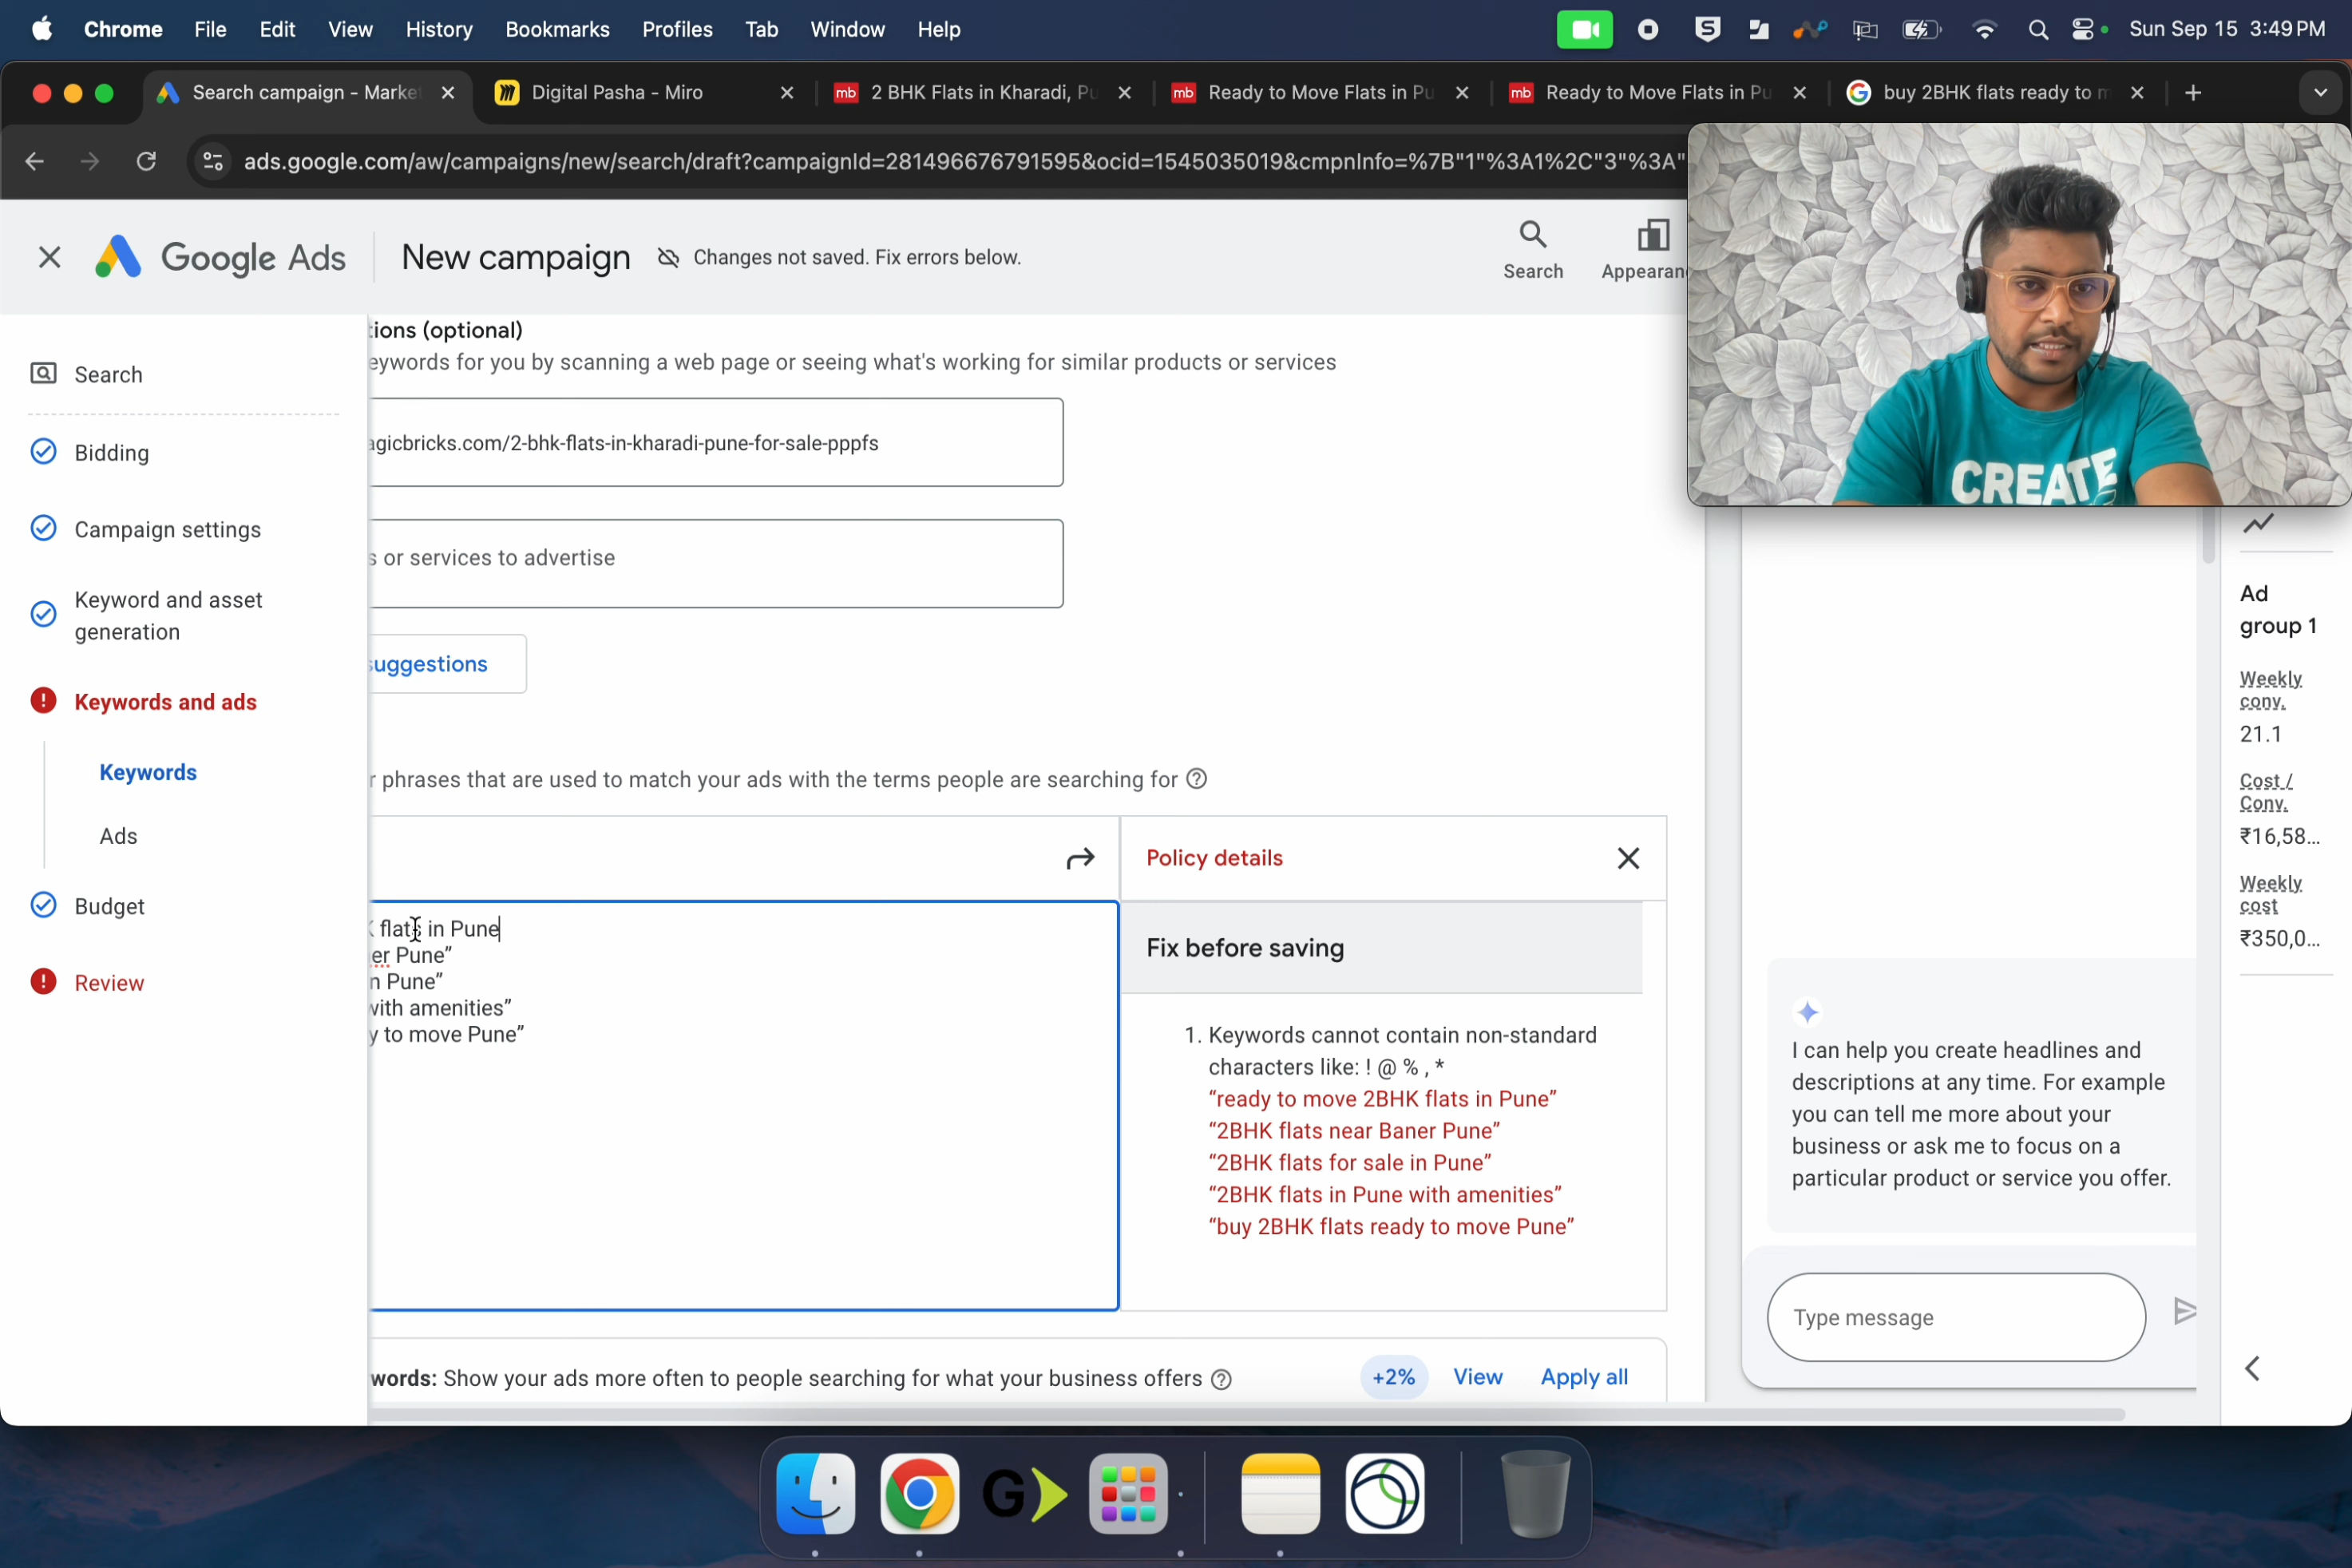 Chrome File Edit View History Bookmarks Profiles Tab Window Help Sun Sep 15 3:49 PM
Search campaign - Market Digital Pasha - Miro 2 BHK Flats in Kharadi, Pu Ready to Move Flats in Pu Ready to Move Flats in Pu buy 2BHK flats ready to m
ads.google.com/aw/campaigns/new/search/draft?campaignId=281496676791595&ocid=1545035019&cmpnInfo=%7B"1"%3A1%2C"3"%3A"
Google Ads New campaign Changes not saved. Fix errors below.
Search
Appearan
CREATE
Search
Bidding
Campaign settings
Keyword and asset
generation
Keywords and ads
Keywords
Ads
Budget
Review
tions (optional)
eywords for you by scanning a web page or seeing what's working for similar products or services
agicbricks.com/2-bhk-flats-in-kharadi-pune-for-sale-pppfs
s or services to advertise
suggestions
r phrases that are used to match your ads with the terms people are searching for
K flats in Pune
er Pune”
n Pune”
with amenities”
y to move Pune”
Policy details
Fix before saving
1. Keywords cannot contain non-standard
characters like: ! @ % , *
“ready to move 2BHK flats in Pune”
“2BHK flats near Baner Pune”
“2BHK flats for sale in Pune”
“2BHK flats in Pune with amenities”
“buy 2BHK flats ready to move Pune”
words: Show your ads more often to people searching for what your business offers
+2% View Apply all
I can help you create headlines and
descriptions at any time. For example
you can tell me more about your
business or ask me to focus on a
particular product or service you offer.
Type message
Ad
group 1
Weekly
conv.
21.1
Cost /
Conv.
₹16,58...
Weekly
cost
₹350,0...